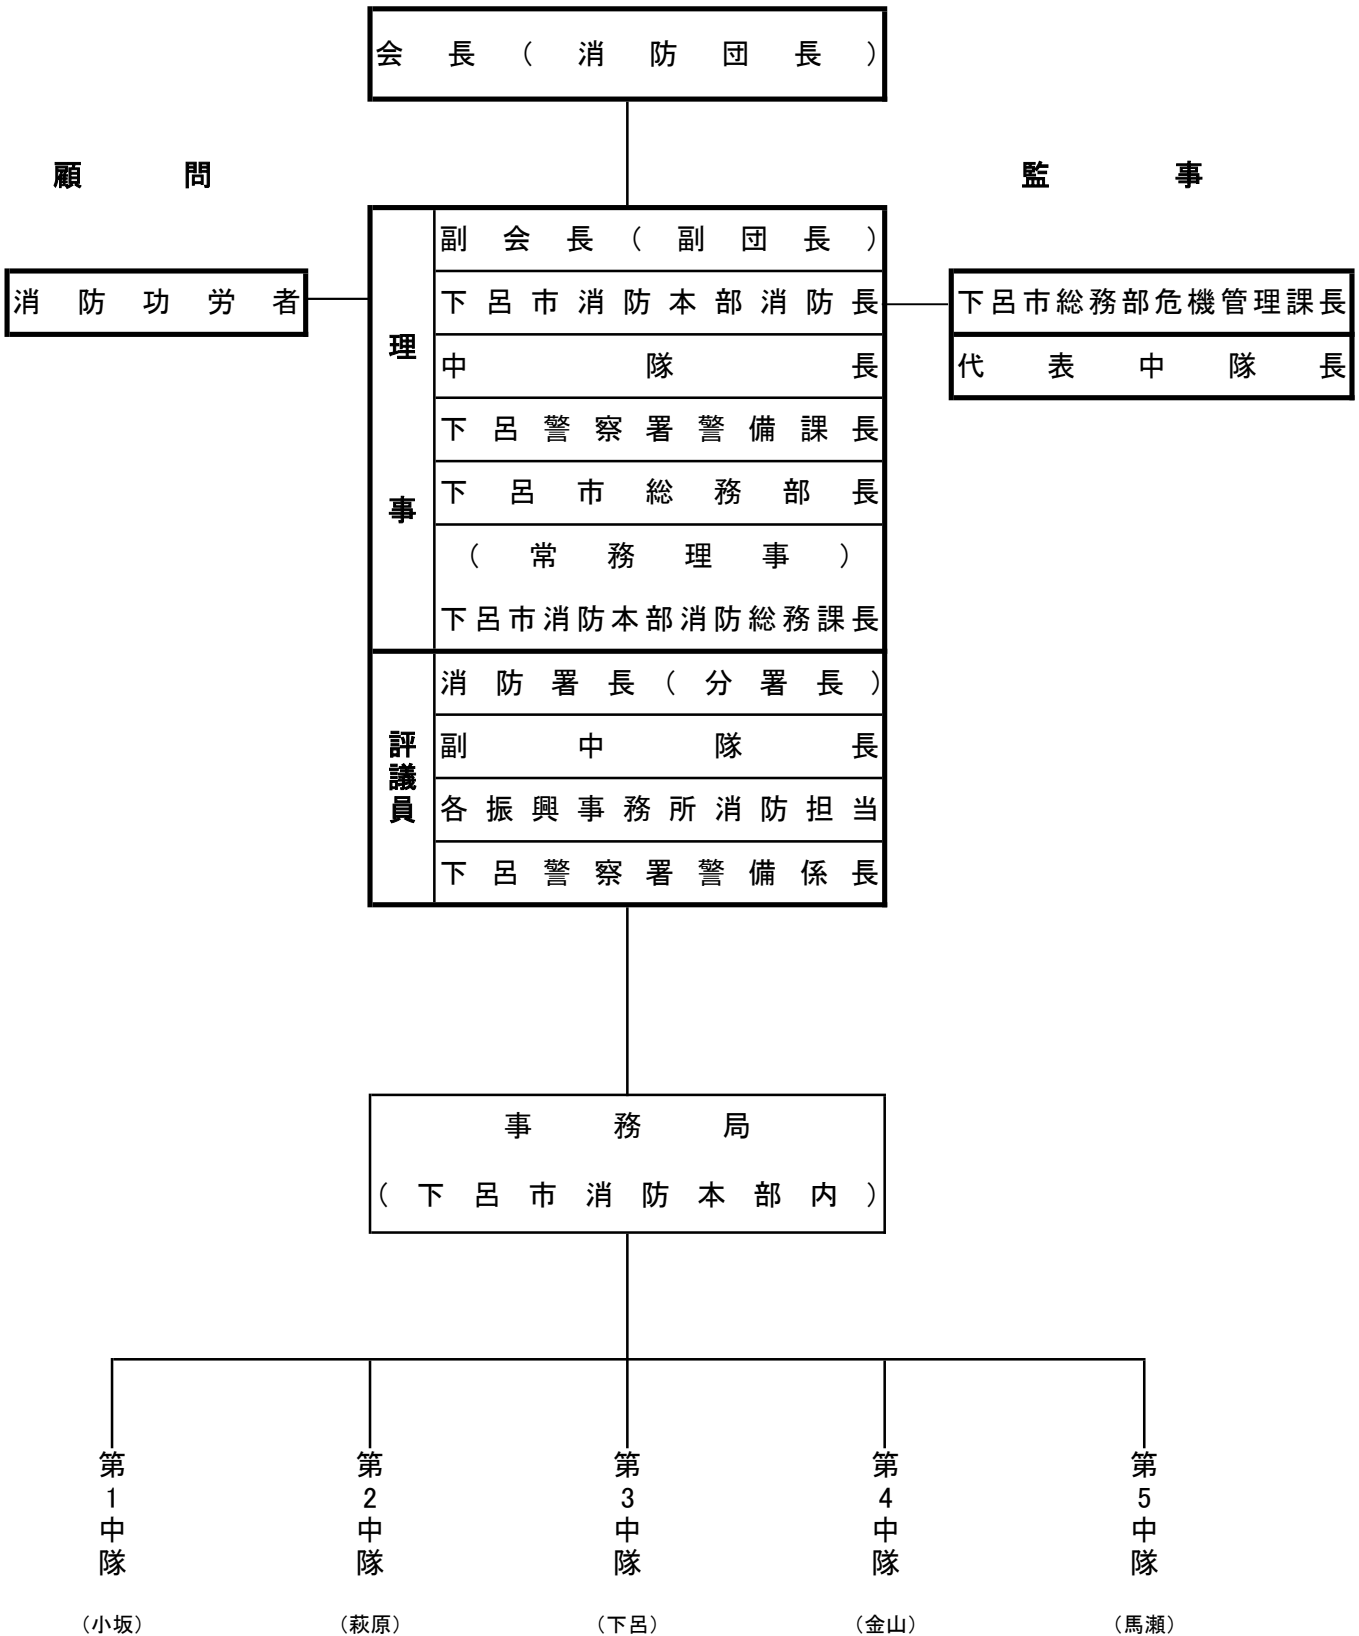 会長（消防団長）
顧問
監事
消防功労者
理事
副会長（副団長）
下呂市消防本部消防長
中隊長
下呂警察署警備課長
下呂市総務部長
（常務理事）
下呂市消防本部消防総務課長
評議員
消防署長（分署長）
副中隊長
各振興事務所消防担当
下呂警察署警備係長
下呂市総務部危機管理課長
代表中隊長
事務局
（下呂市消防本部内）
第1中隊
（小坂）
第2中隊
（萩原）
第3中隊
（下呂）
第4中隊
（金山）
第5中隊
（馬瀬）